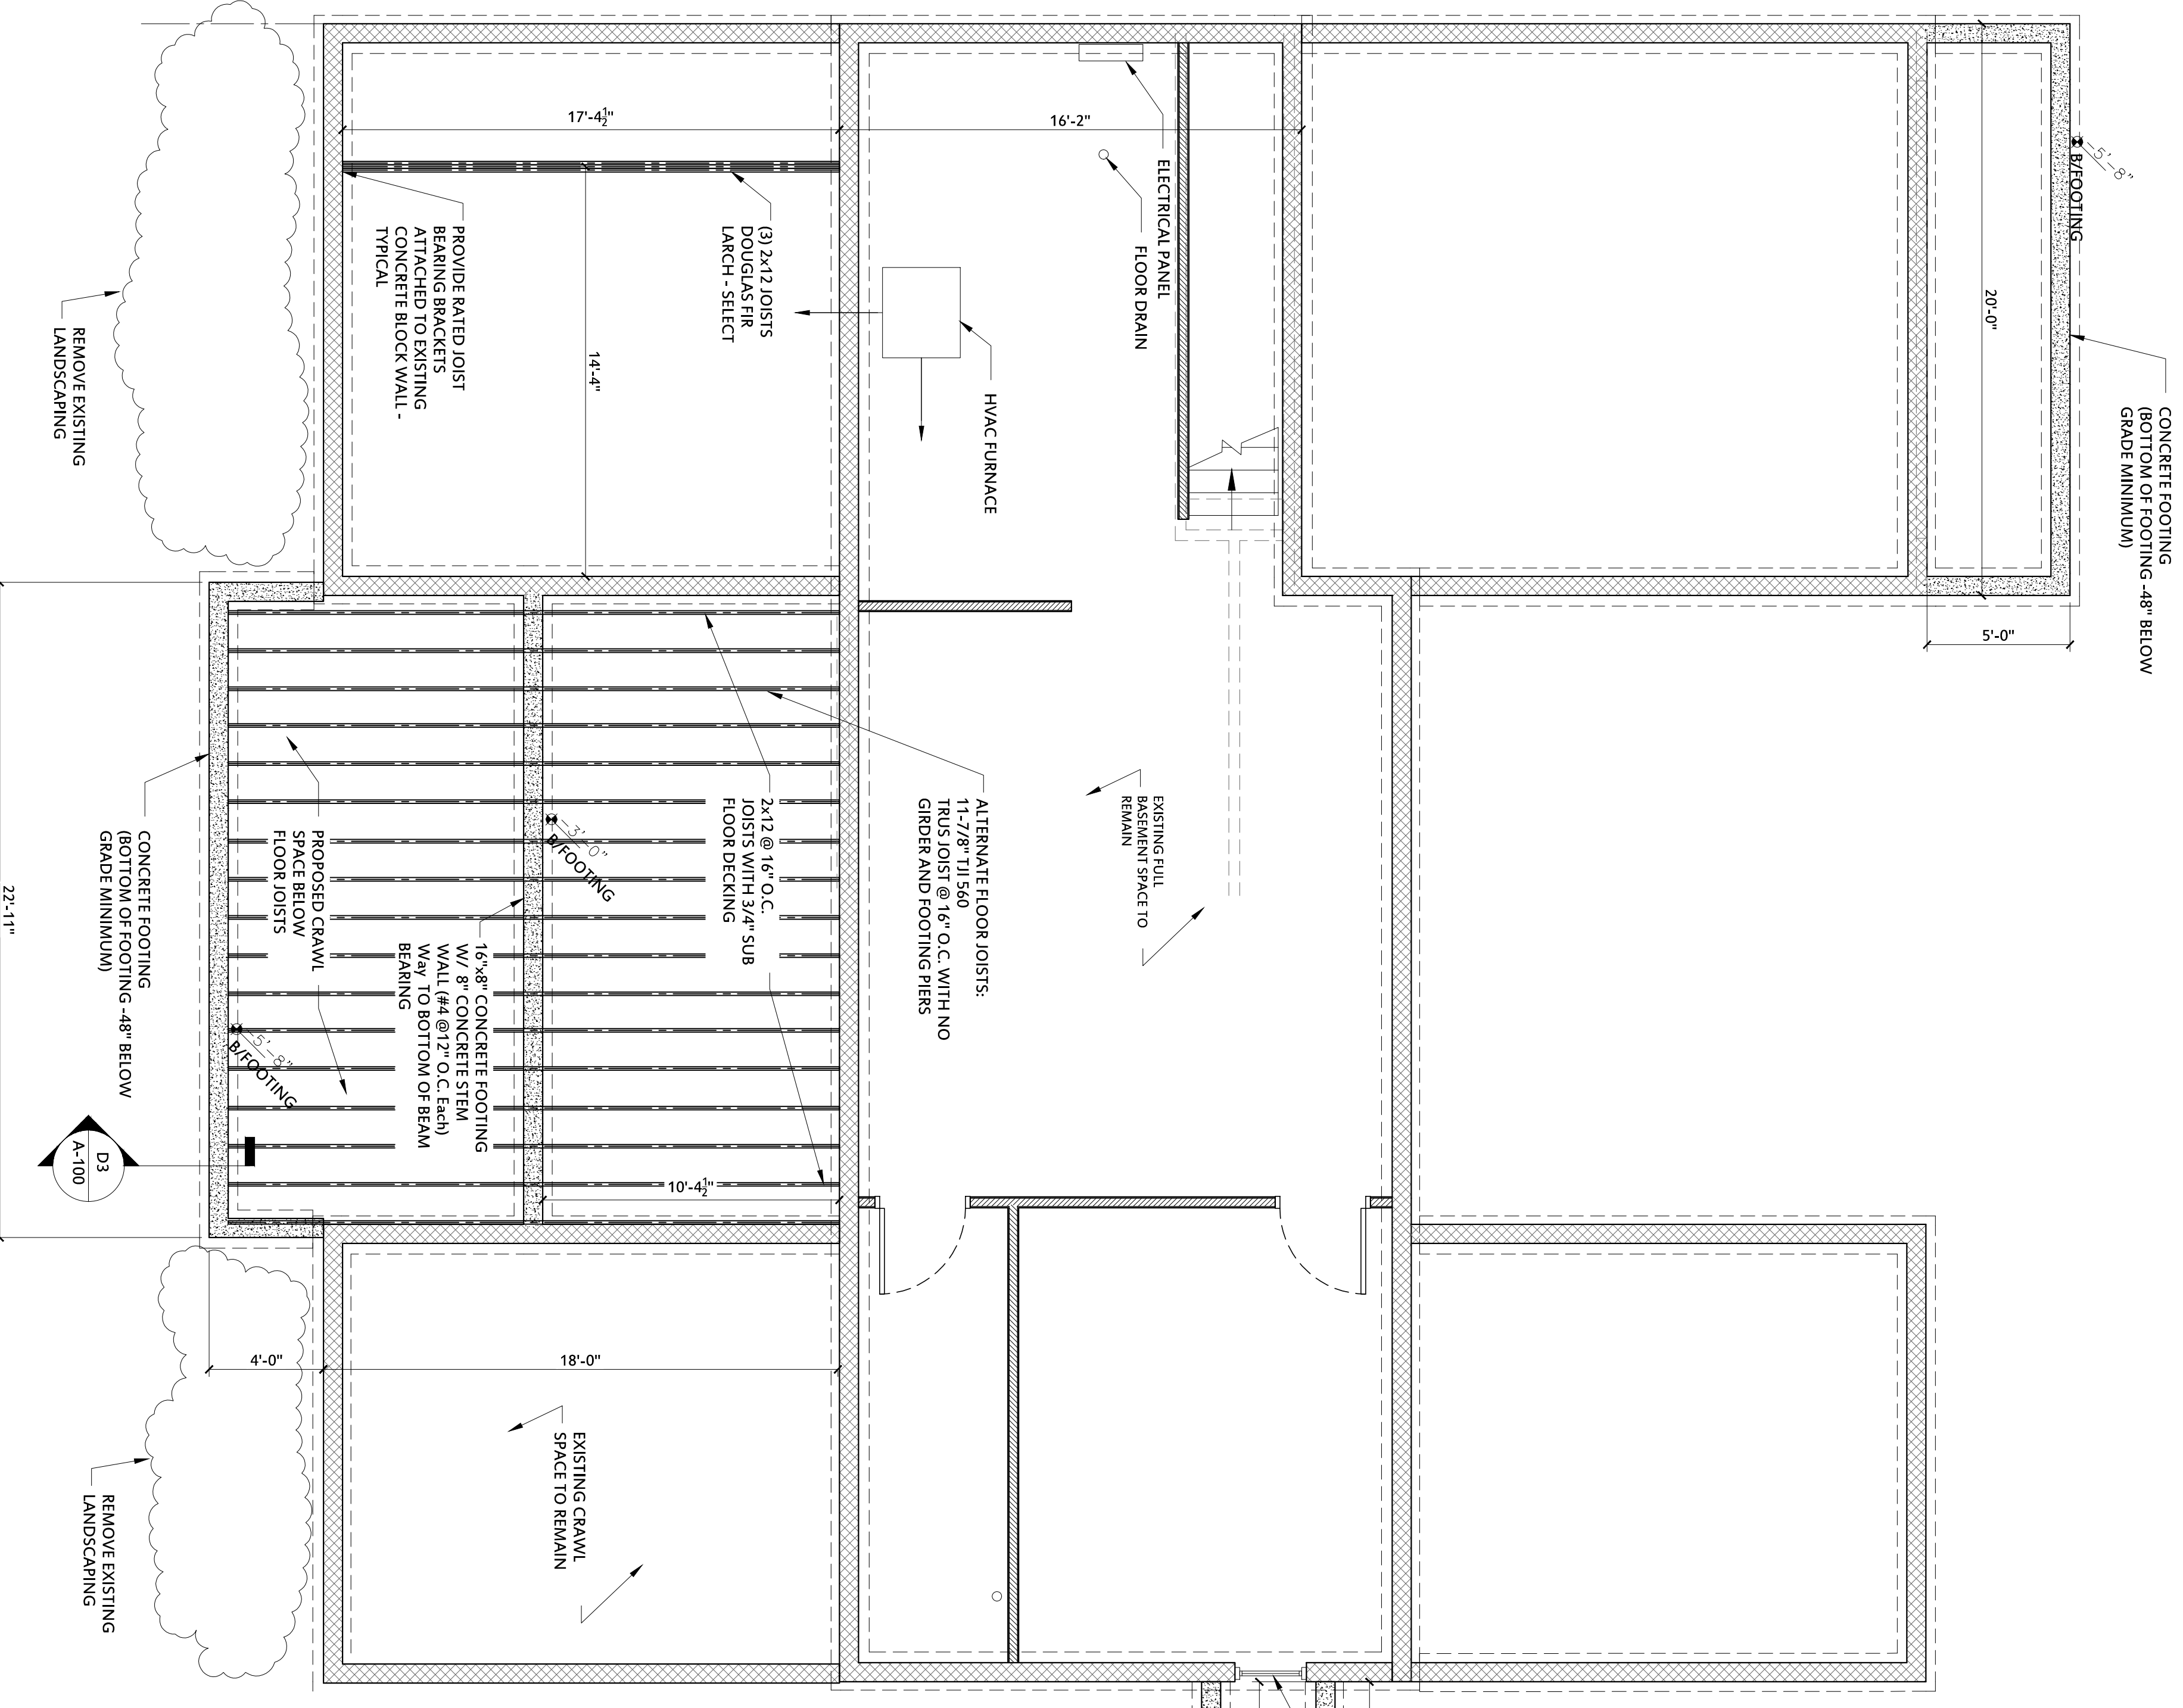 17'-4½"
16'-2"
ELECTRICAL PANEL
FLOOR DRAIN
-5'-8"
B/FOOTING
20'-0"
CONCRETE FOOTING
(BOTTOM OF FOOTING -48" BELOW
GRADE MINIMUM)
5'-0"
(3) 2x12 JOISTS
DOUGLAS FIR
LARCH - SELECT
PROVIDE RATED JOIST
BEARING BRACKETS
ATTACHED TO EXISTING
CONCRETE BLOCK WALL -
TYPICAL
14'-4"
HVAC FURNACE
REMOVE EXISTING
LANDSCAPING
ALTERNATE FLOOR JOISTS:
11-7/8" TJI 560
TRUS JOIST @ 16" O.C. WITH NO
GIRDER AND FOOTING PIERS
EXISTING FULL
BASEMENT SPACE TO
REMAIN
2x12 @ 16" O.C.
JOISTS WITH 3/4" SUB
FLOOR DECKING
-3'-0"
B/FOOTING
16"x8" CONCRETE FOOTING
W/ 8" CONCRETE STEM
WALL (#4 @12" O.C. Each)
Way TO BOTTOM OF BEAM
BEARING
PROPOSED CRAWL
SPACE BELOW
FLOOR JOISTS
CONCRETE FOOTING
(BOTTOM OF FOOTING -48" BELOW
GRADE MINIMUM)
-5'-8"
B/FOOTING
22'-11"
D3
A-100
10'-4½"
4'-0"
18'-0"
EXISTING CRAWL
SPACE TO REMAIN
REMOVE EXISTING
LANDSCAPING